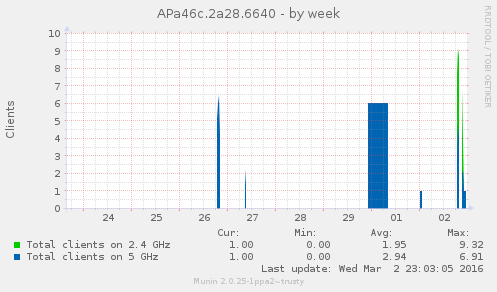 APa46c.2a28.6640 - by week
RRDTOOL / TOBI OETIKER
Clients
10
9
8
7
6
5
4
3
2
1
0
24 25 26 27 28 29 01 02
Cur: Min: Avg: Max:
Total clients on 2.4 GHz 1.00 0.00 1.95 9.32
Total clients on 5 GHz 1.00 0.00 2.94 6.91
Last update: Wed Mar 2 23:03:05 2016
Munin 2.0.25-1ppa2~trusty